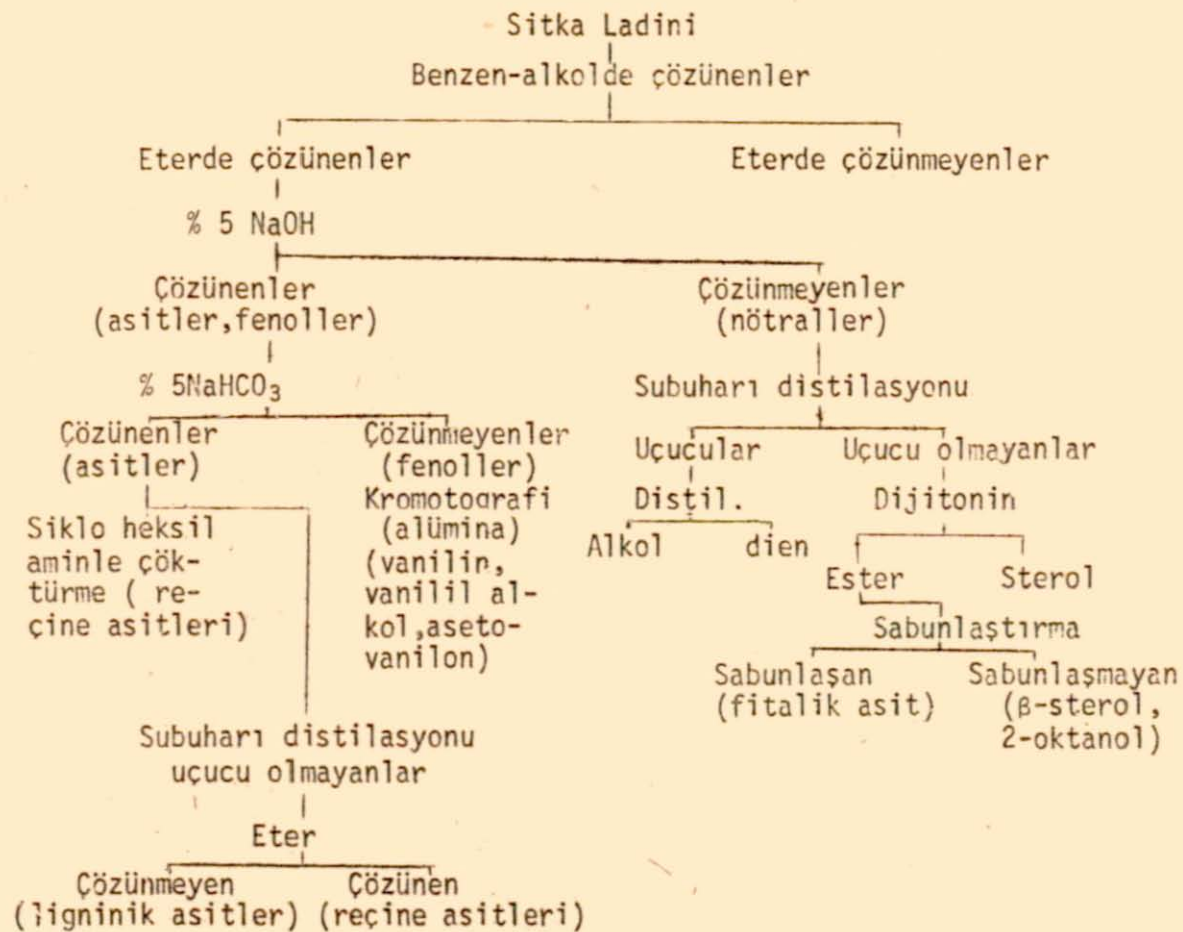 Sitka Ladini
Benzen-alkolde çözünenler
Eterde çözünenler
Eterde çözünmeyenler
% 5 NaOH
Çözünenler
(asitler,fenoller)
Çözünmeyenler
(nötraller)
% 5NaHCO₃
Subuharı distilasyonu
Çözünenler
(asitler)
Çözünmeyenler
(fenoller)
Kromotografi
(alümina)
(vanilin,
vanilil al-
kol,aseto-
vanilon)
Siklo heksil
aminle çök-
türme ( re-
çine asitleri)
Uçucular
Uçucu olmayanlar
Distil.
Dijitonin
Alkol
dien
Ester
Sterol
Sabunlaştırma
Sabunlaşan
(fitalik asit)
Sabunlaşmayan
(β-sterol,
2-oktanol)
Subuharı distilasyonu
uçucu olmayanlar
Eter
Çözünmeyen
(ligninik asitler)
Çözünen
(reçine asitleri)